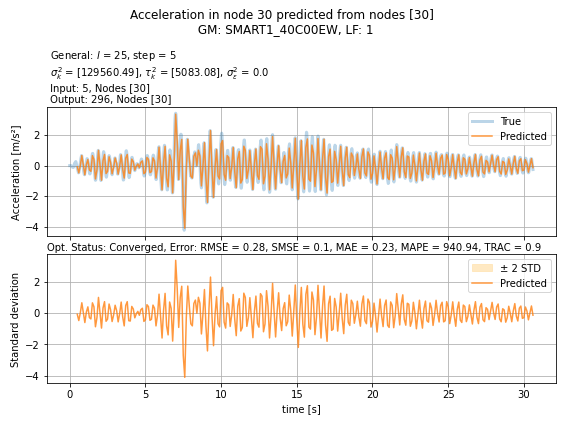 Acceleration in node 30 predicted from nodes [30]
GM: SMART1_40C00EW, LF: 1
General: l = 25, step = 5
σ_k^2 = [129560.49], τ_k^2 = [5083.08], σ_ε^2 = 0.0
Input: 5, Nodes [30]
Output: 296, Nodes [30]
Acceleration [m/s²]
2
0
−2
−4
True
Predicted
Opt. Status: Converged, Error: RMSE = 0.28, SMSE = 0.1, MAE = 0.23, MAPE = 940.94, TRAC = 0.9
Standard deviation
2
0
−2
−4
± 2 STD
Predicted
0 5 10 15 20 25 30
time [s]